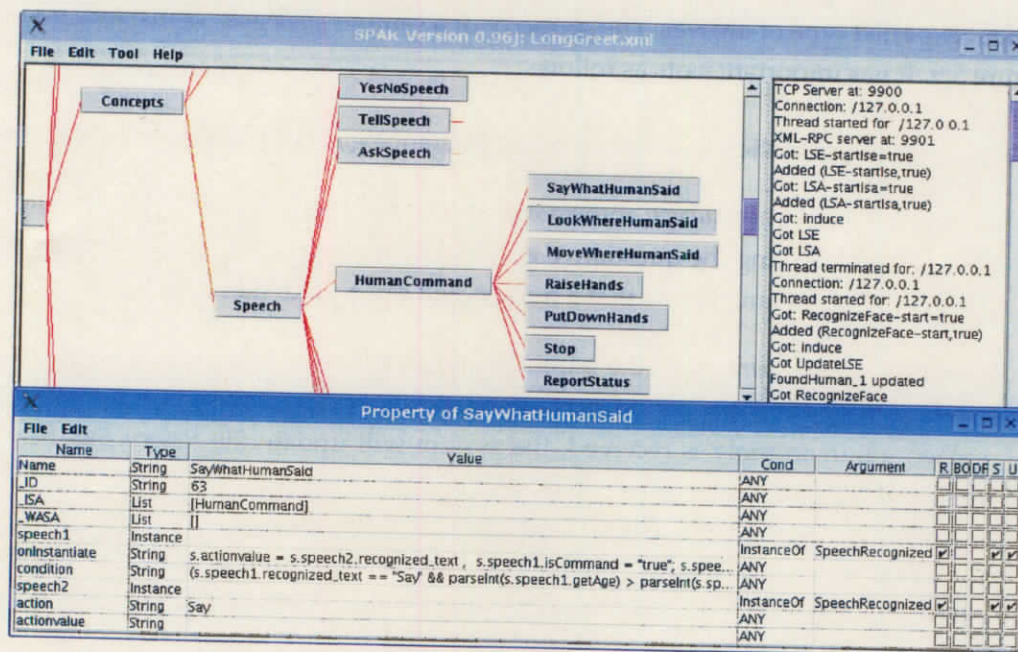 SPAK Version 0.96j: LongGreet.xml
File Edit Tool Help
Concepts
YesNoSpeech
TellSpeech
AskSpeech
SayWhatHumanSaid
LookWhereHumanSaid
MoveWhereHumanSaid
HumanCommand
RaiseHands
Speech
PutDownHands
Stop
ReportStatus
TCP Server at: 9900
Connection: /127.0.0.1
Thread started for: /127.0.0.1
XML-RPC server at: 9901
Got: LSE-startlse=true
Added (LSE-startlse,true)
Got: LSA-startlsa=true
Added (LSA-startlsa,true)
Got: induce
Got LSE
Got LSA
Thread terminated for: /127.0.0.1
Connection: /127.0.0.1
Thread started for: /127.0.0.1
Got: RecognizeFace-start=true
Added (RecognizeFace-start,true)
Got: induce
Got UpdateLSE
FoundHuman_1 updated
Got RecognizeFace
Property of SayWhatHumanSaid
File Edit
Name Type Value Cond Argument R BO DF S U
Name String SayWhatHumanSaid ANY
_ID String 63 ANY
_ISA List [HumanCommand] ANY
_WASA List [] ANY
speech1 Instance InstanceOf SpeechRecognized
onInstantiate String s.actionvalue = s.speech2.recognized_text , s.speech1.isCommand = "true"; s.spee... ANY
condition String (s.speech1.recognized_text == "Say" && parseInt(s.speech1.getAge) > parseInt(s.sp... ANY
speech2 Instance InstanceOf SpeechRecognized
action String Say ANY
actionvalue String ANY